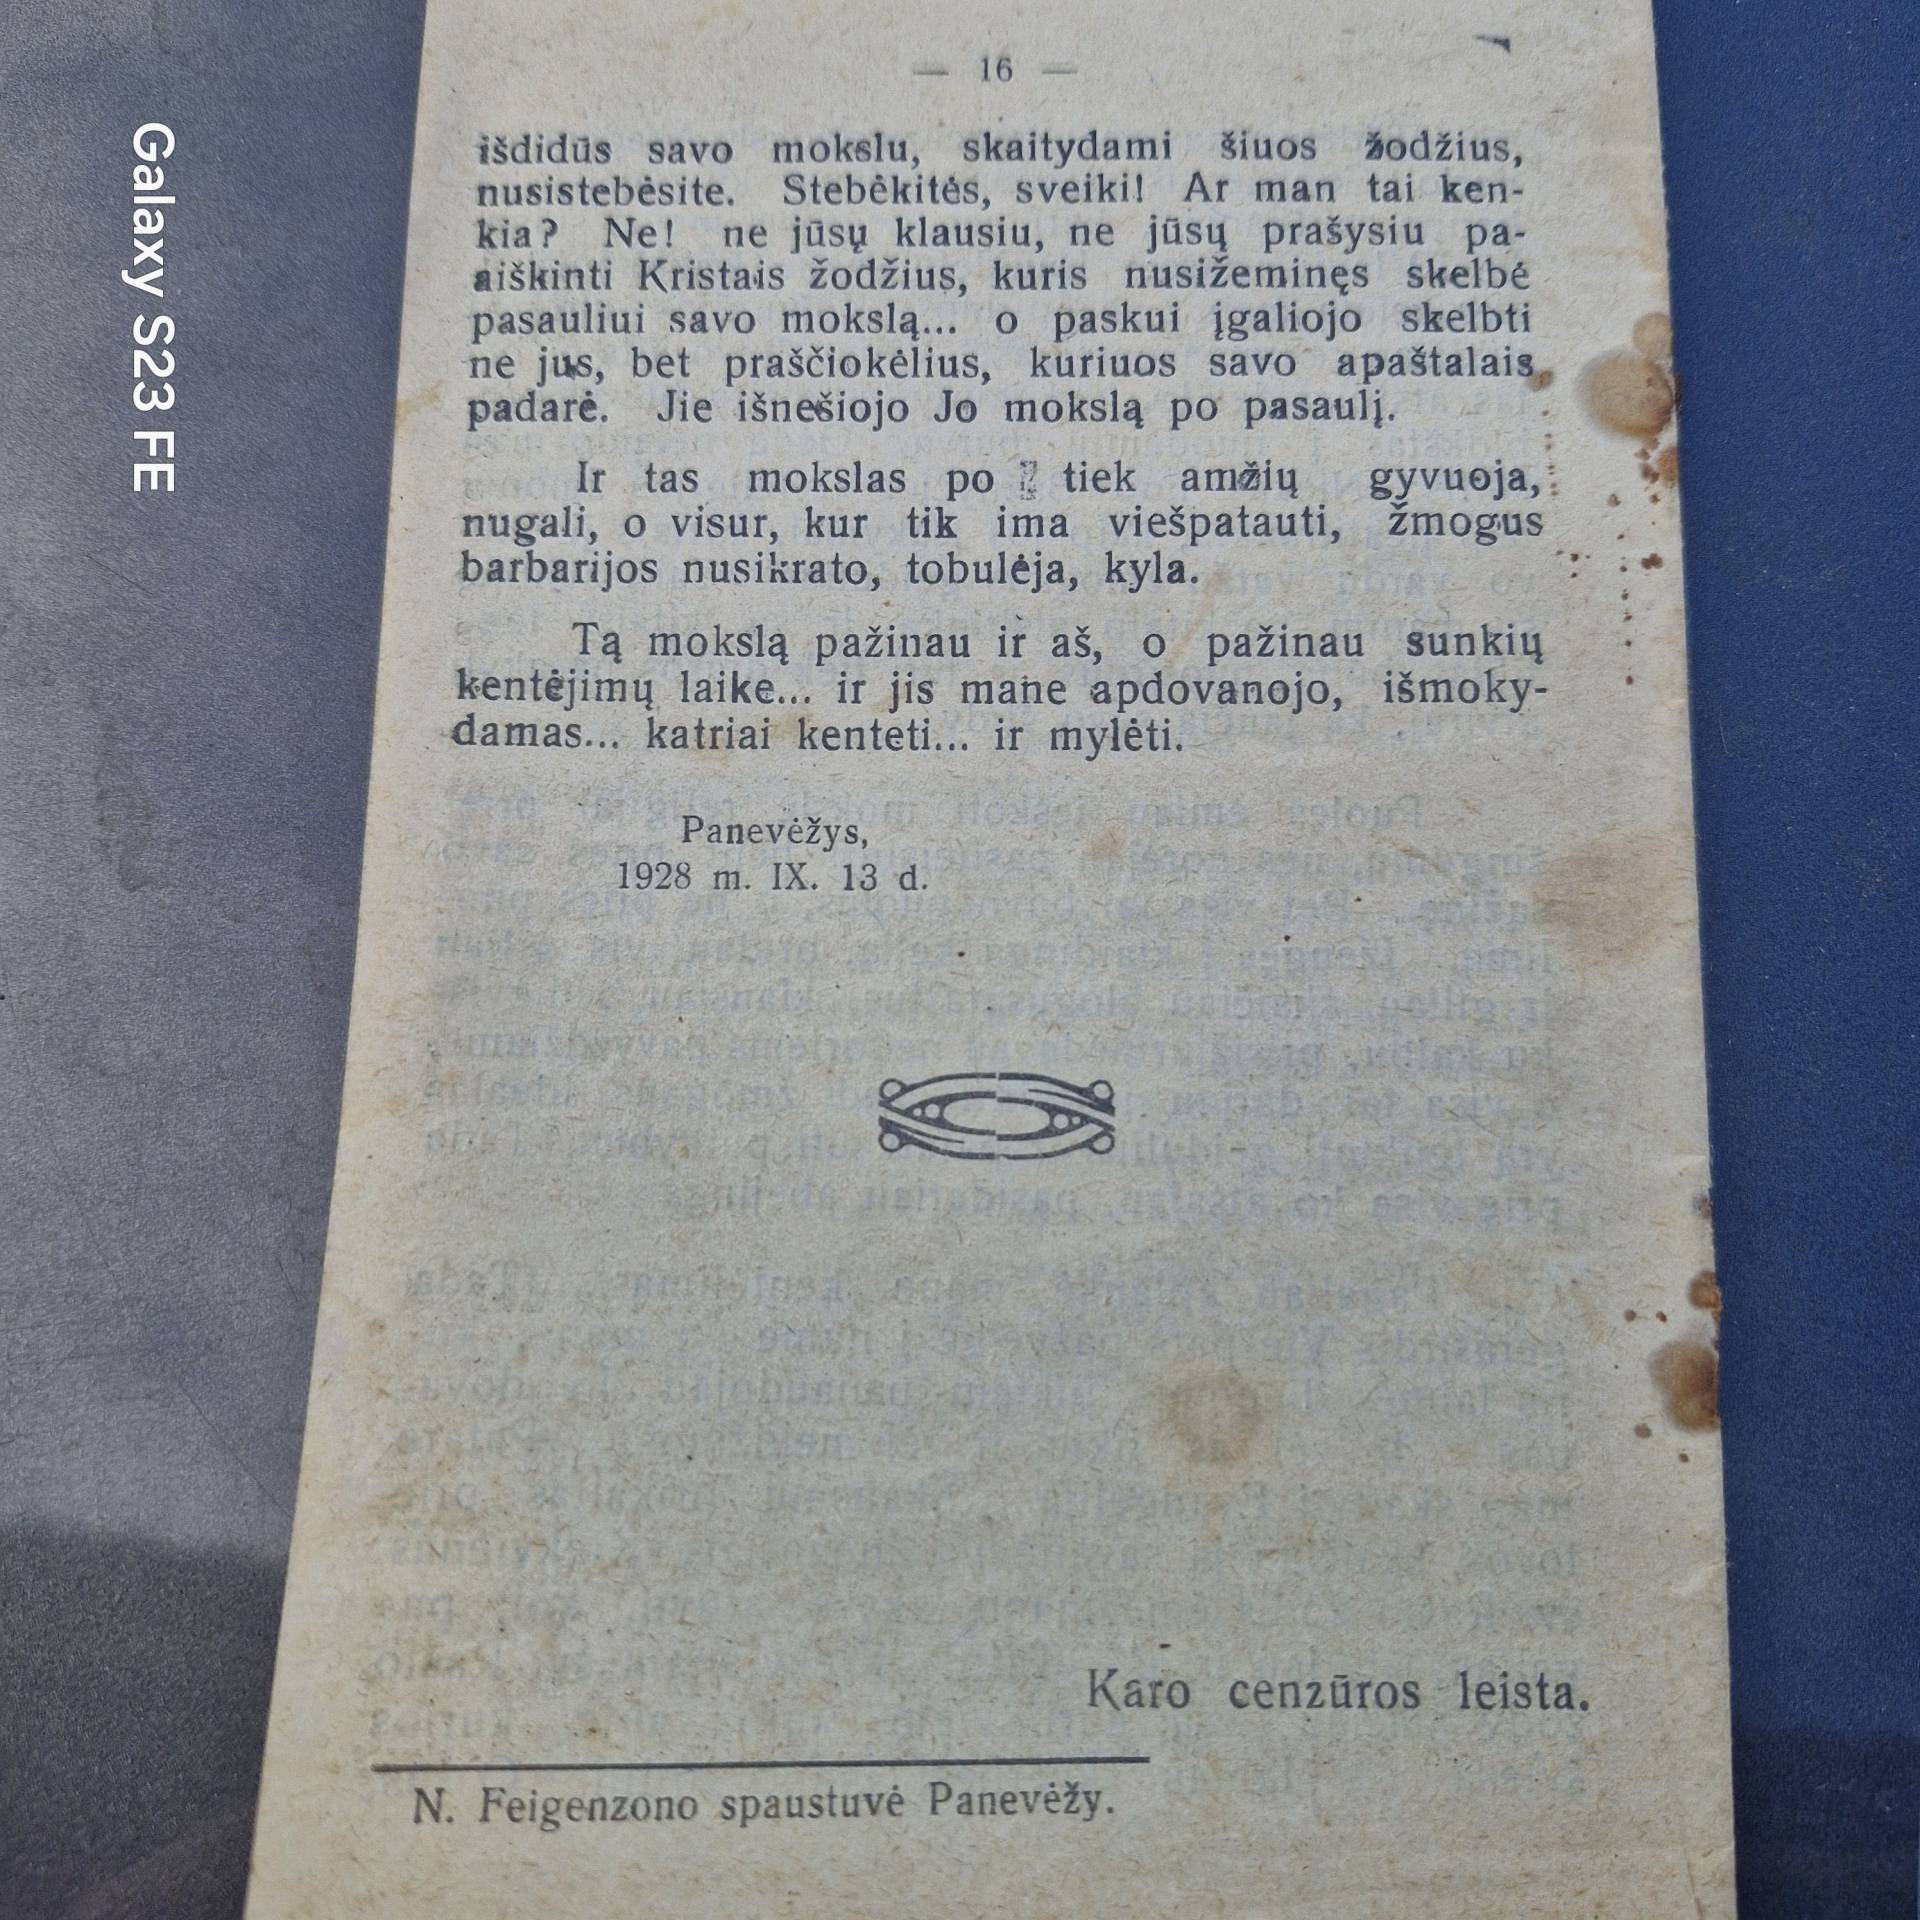 — 16 —
išdidūs savo mokslu, skaitydami šiuos žodžius,
nusistebėsite. Stebėkitės, sveiki! Ar man tai ken-
kia? Ne! ne jūsų klausiu, ne jūsų prašysiu pa-
aiškinti Kristais žodžius, kuris nusižeminęs skelbė
pasauliui savo mokslą... o paskui įgaliojo skelbti
ne jus, bet praščiokėlius, kuriuos savo apaštalais
padarė. Jie išnešiojo Jo mokslą po pasaulį.
Ir tas mokslas po tiek amžių gyvuoja,
nugali, o visur, kur tik ima viešpatauti, žmogus
barbarijos nusikrato, tobulėja, kyla.
Tą mokslą pažinau ir aš, o pažinau sunkių
kentėjimų laike... ir jis mane apdovanojo, išmoky-
damas... katriai kenteti... ir mylėti.
Panevėžys,
1928 m. IX. 13 d.
Karo cenzūros leista.
N. Feigenzono spaustuvė Panevėžy.
Galaxy S23 FE